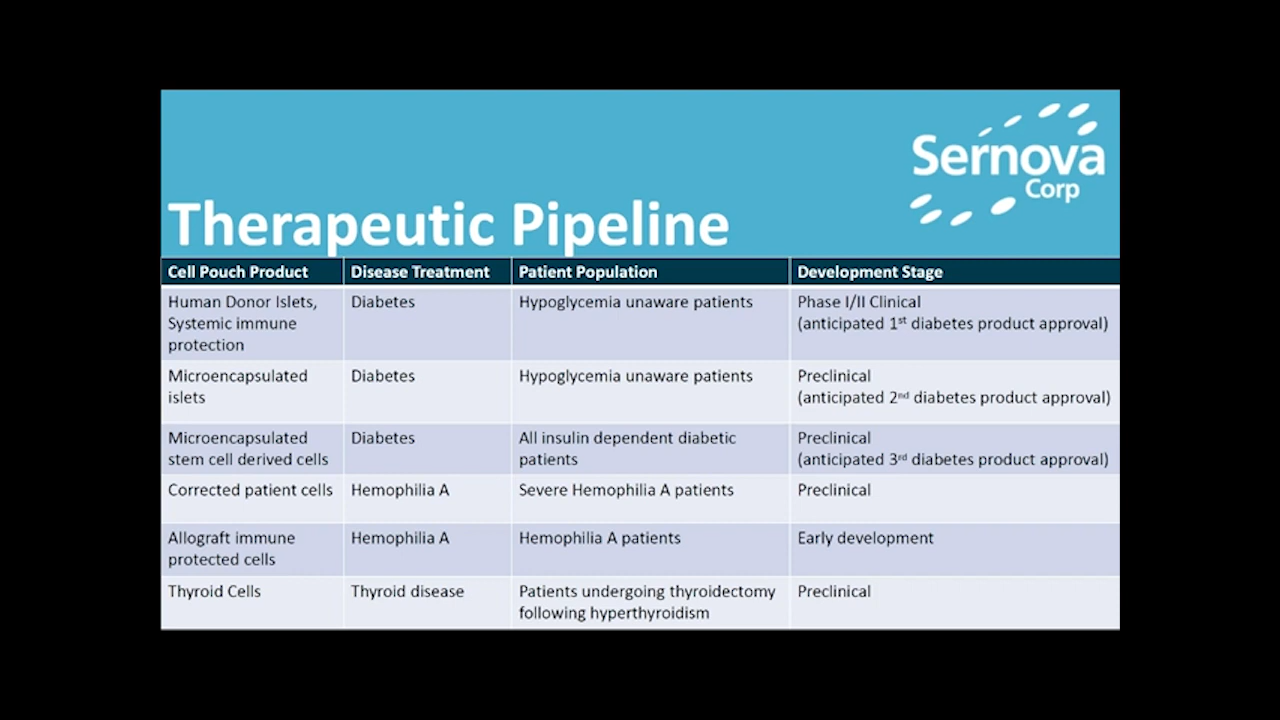 Sernova
Corp
Therapeutic Pipeline
Cell Pouch Product Disease Treatment Patient Population Development Stage
Human Donor Islets, Diabetes Hypoglycemia unaware patients Phase I/II Clinical
Systemic immune (anticipated 1st diabetes product approval)
protection
Microencapsulated Diabetes Hypoglycemia unaware patients Preclinical
islets (anticipated 2nd diabetes product approval)
Microencapsulated Diabetes All insulin dependent diabetic Preclinical
stem cell derived cells patients (anticipated 3rd diabetes product approval)
Corrected patient cells Hemophilia A Severe Hemophilia A patients Preclinical
Allograft immune Hemophilia A Hemophilia A patients Early development
protected cells
Thyroid Cells Thyroid disease Patients undergoing thyroidectomy Preclinical
following hyperthyroidism